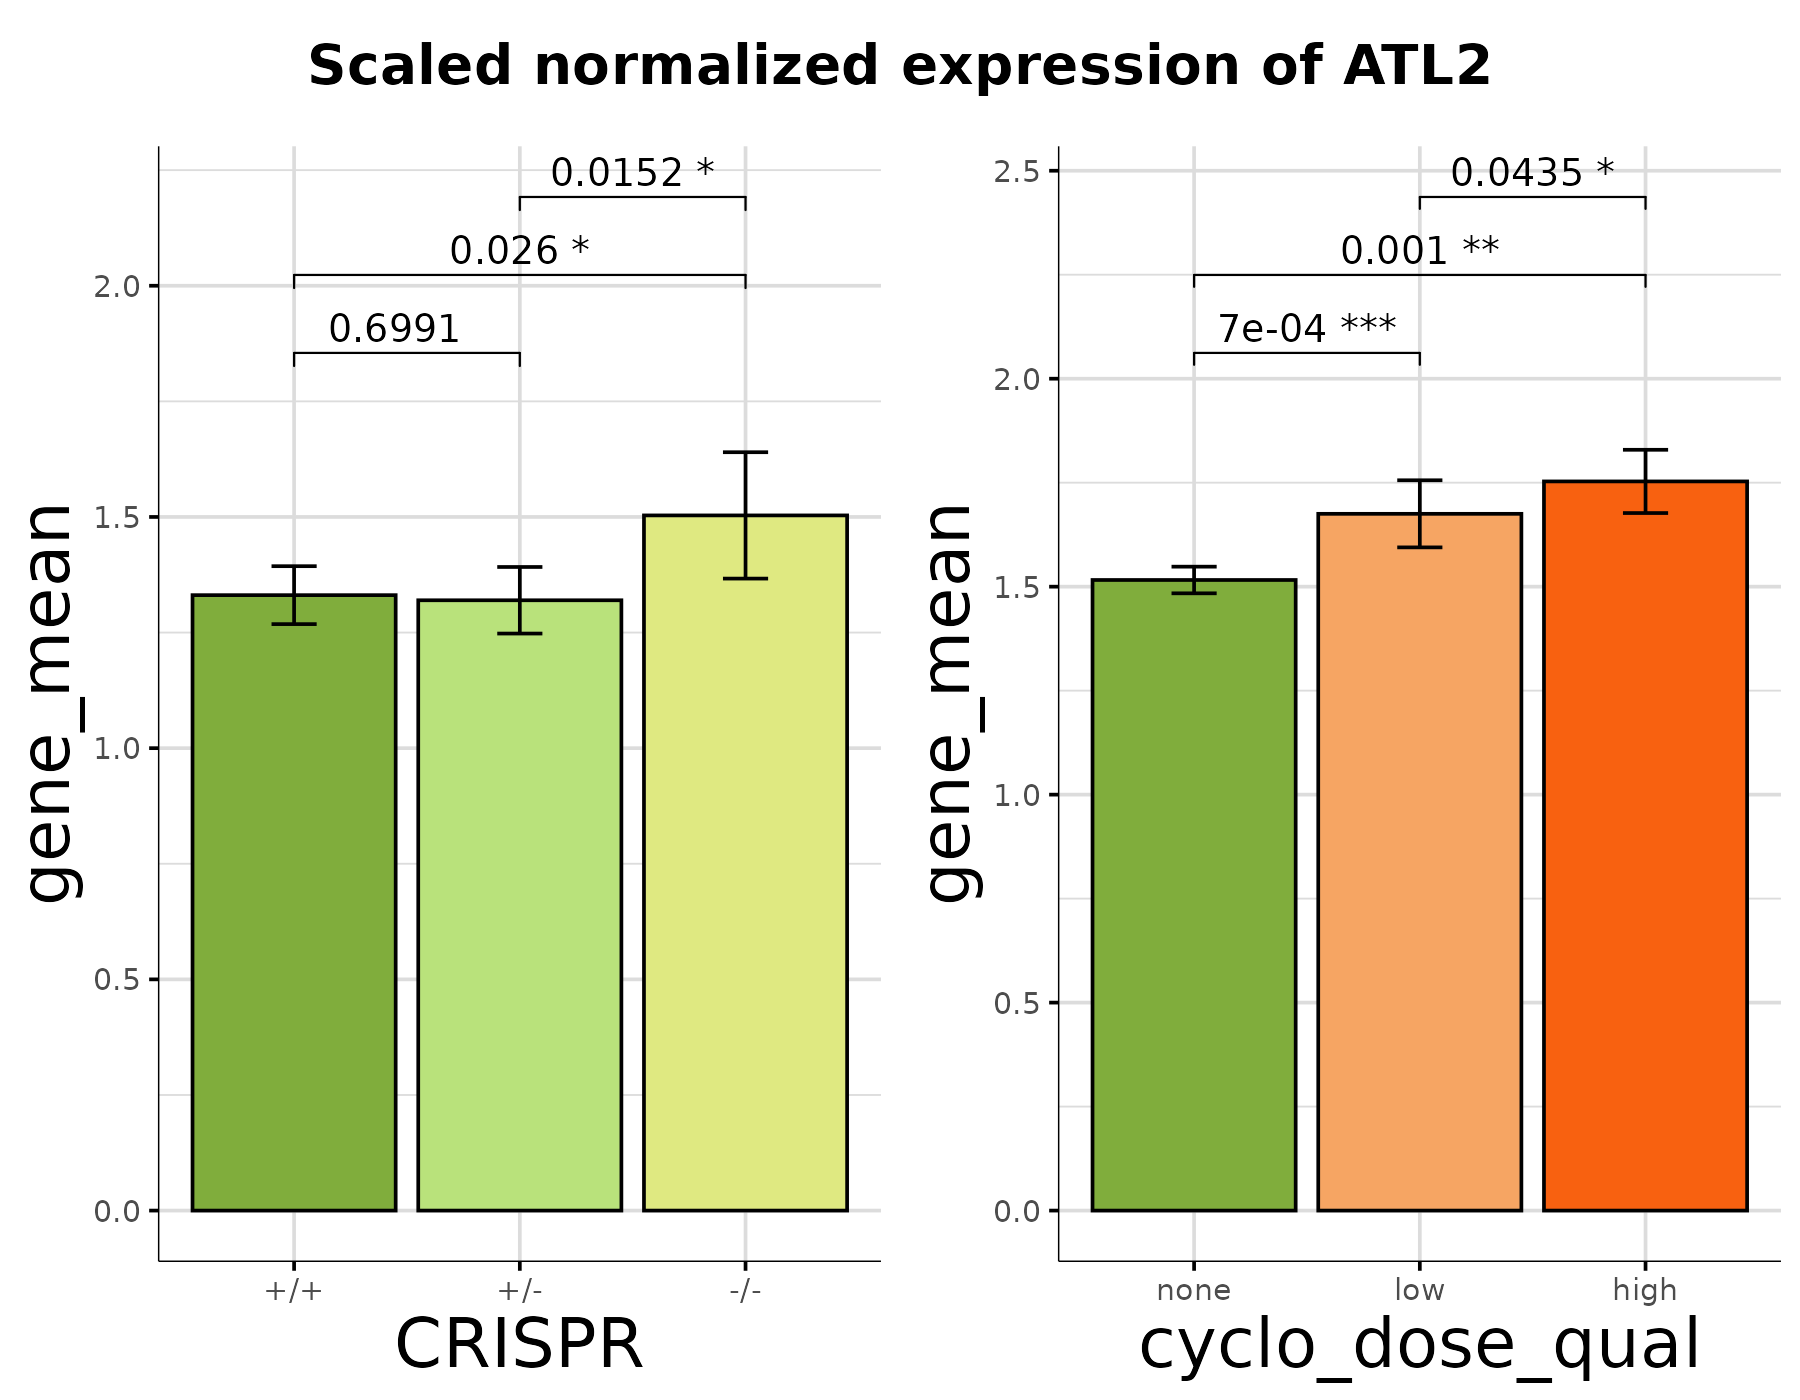 Scaled normalized expression of ATL2
gene_mean
2.0
1.5
1.0
0.5
0.0
0.0152 *
0.026 *
0.6991
+/+
+/-
-/-
CRISPR
gene_mean
2.5
2.0
1.5
1.0
0.5
0.0
0.0435 *
0.001 **
7e-04 ***
none
low
high
cyclo_dose_qual